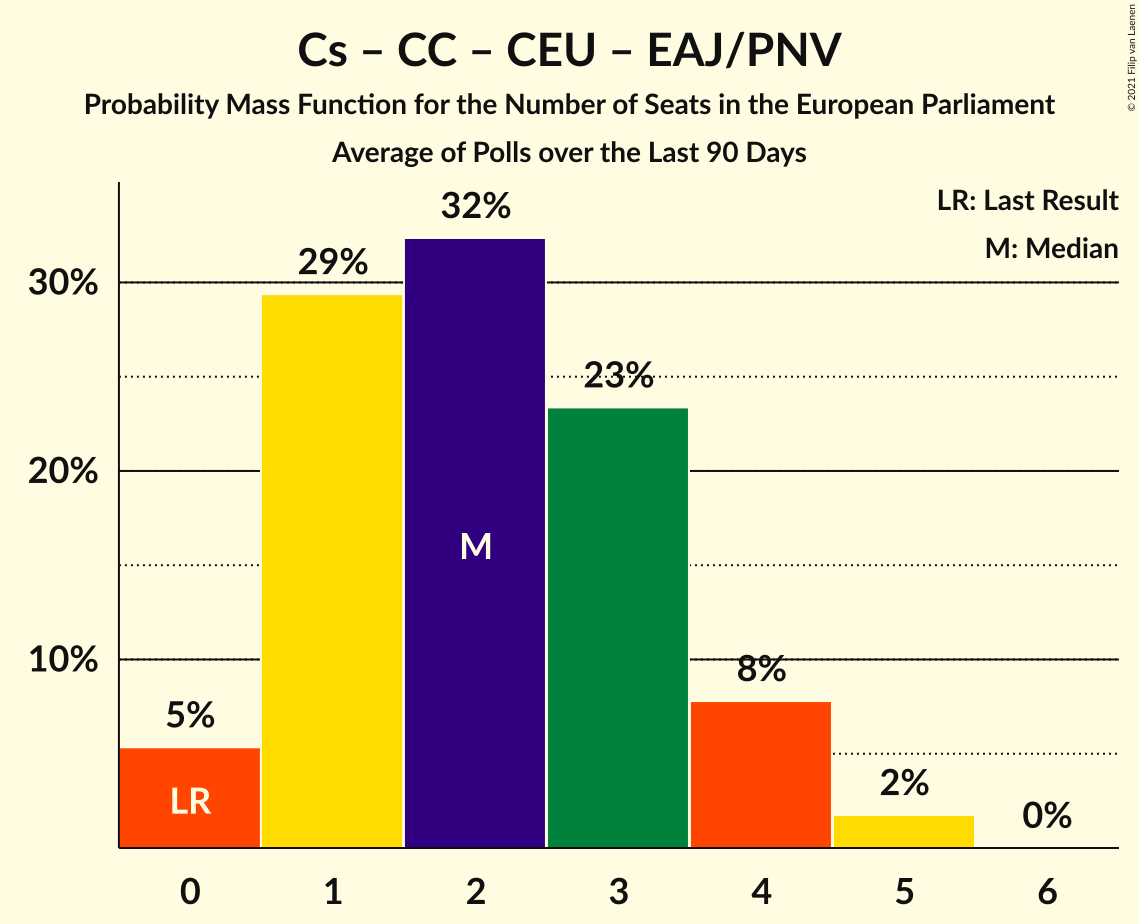 Cs – CC – CEU – EAJ/PNV
Probability Mass Function for the Number of Seats in the European Parliament
Average of Polls over the Last 90 Days
© 2021 Filip van Laenen
LR: Last Result
M: Median
32%
29%
30%
23%
20%
M
10%
8%
5%
2%
LR
0%
0 1 2 3 4 5 6